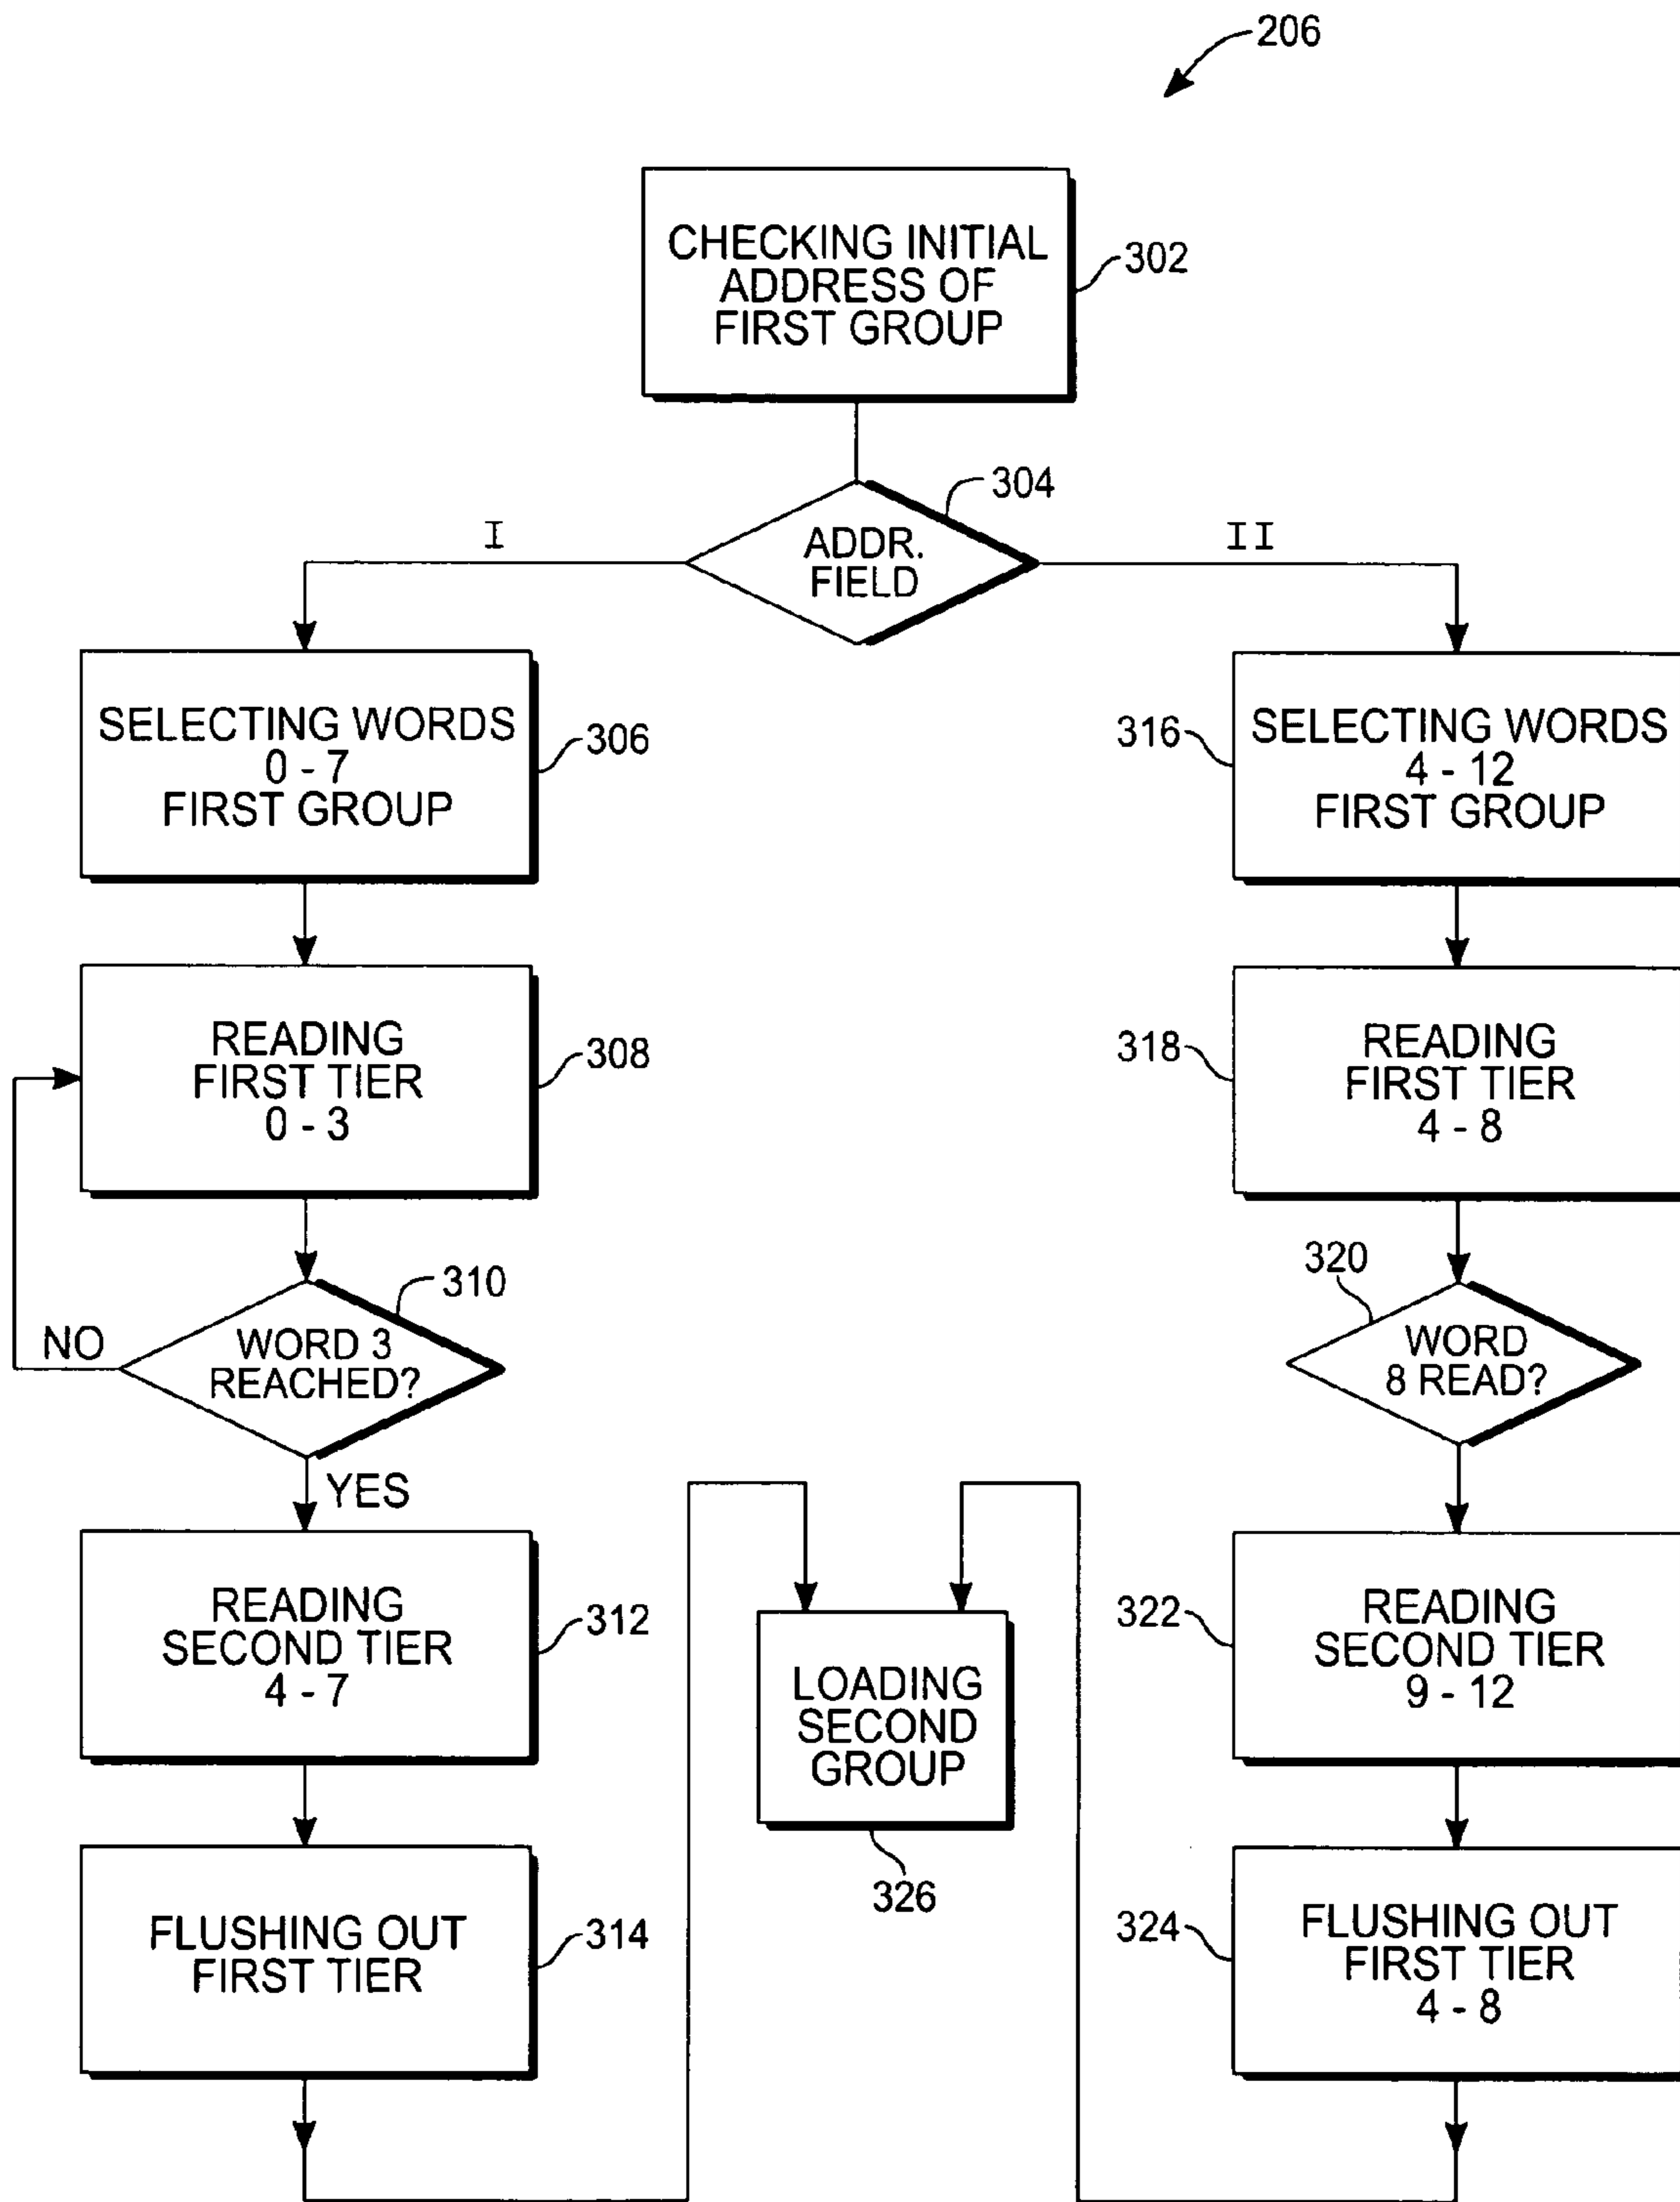 206
CHECKING INITIAL
ADDRESS OF
FIRST GROUP
302
304
ADDR.
FIELD
I
II
SELECTING WORDS
0 - 7
FIRST GROUP
306
316
SELECTING WORDS
4 - 12
FIRST GROUP
READING
FIRST TIER
0 - 3
308
318
READING
FIRST TIER
4 - 8
310
WORD 3
REACHED?
NO
YES
320
WORD
8 READ?
READING
SECOND TIER
4 - 7
312
LOADING
SECOND
GROUP
326
322
READING
SECOND TIER
9 - 12
FLUSHING OUT
FIRST TIER
314
324
FLUSHING OUT
FIRST TIER
4 - 8